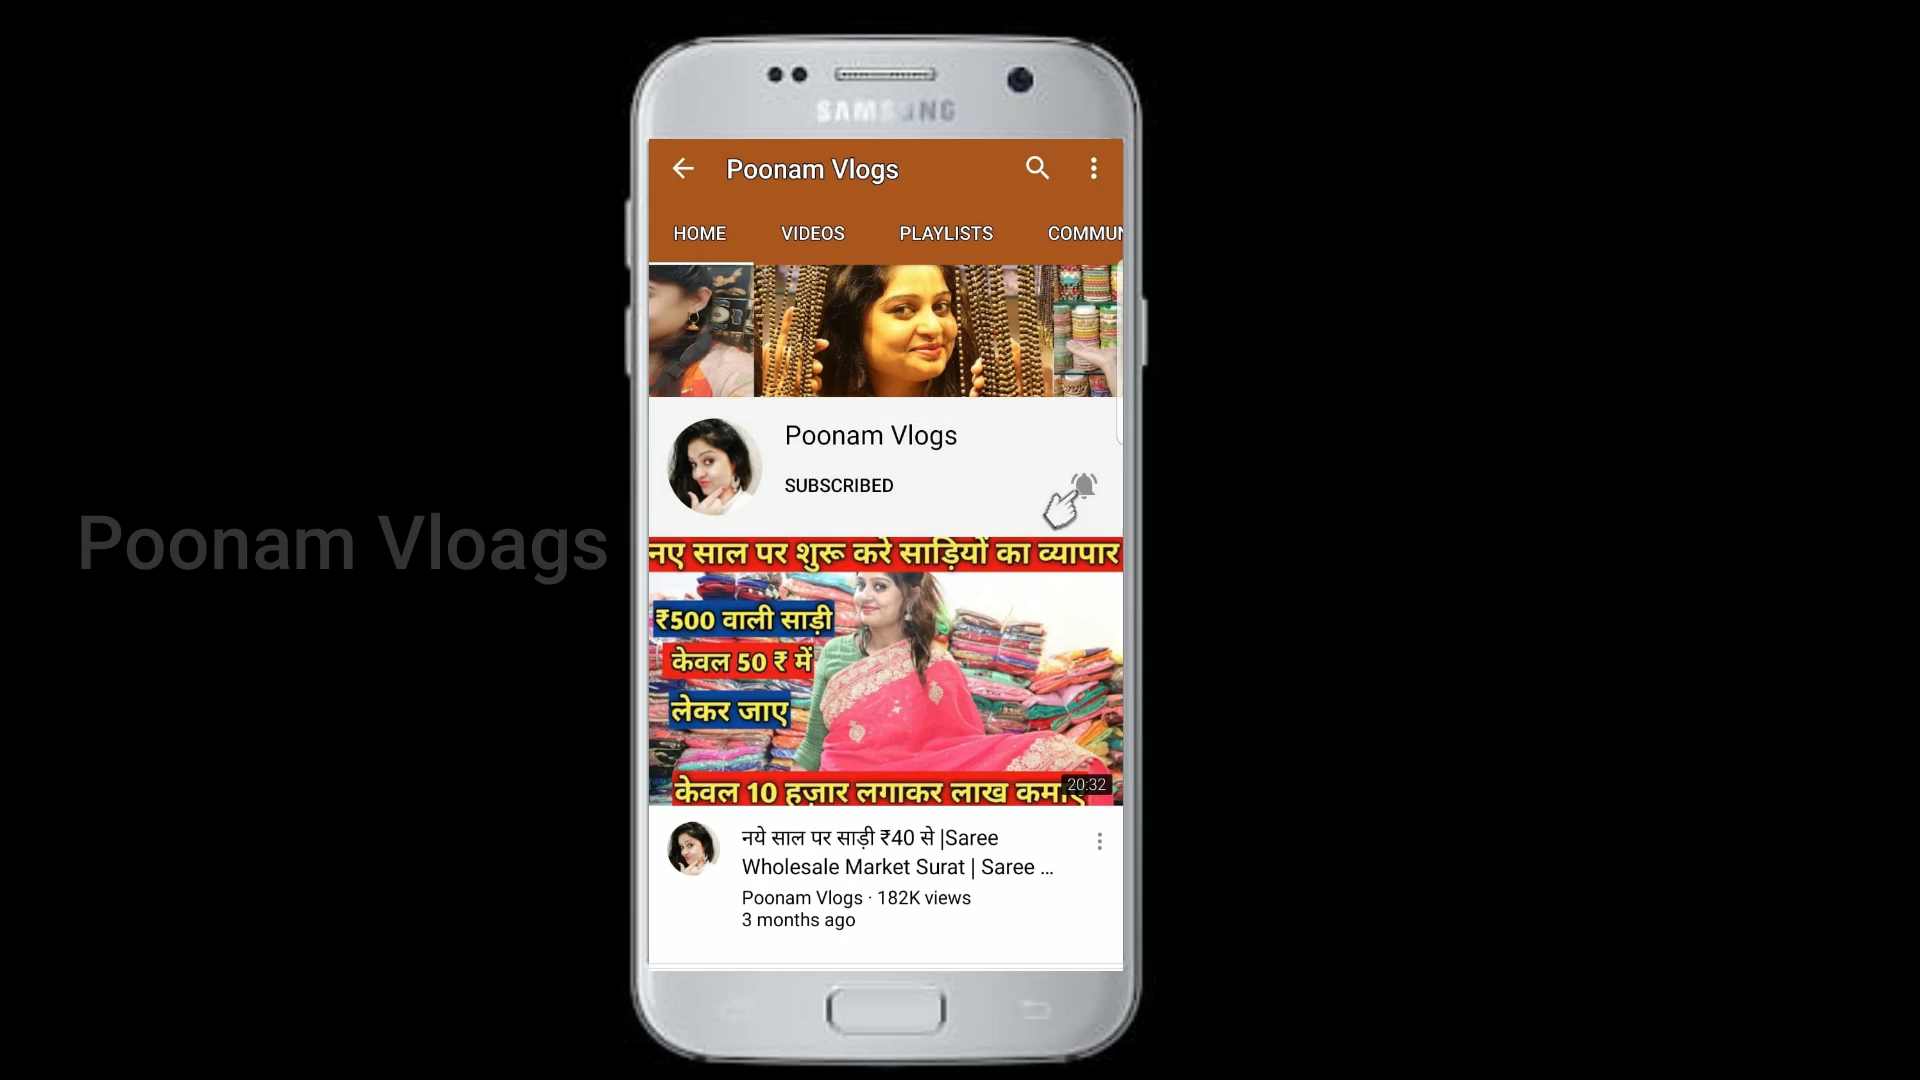 SAMSUNG
Poonam Vlogs
HOME VIDEOS PLAYLISTS COMMUN
Poonam Vlogs
SUBSCRIBED
Poonam Vloags
नए साल पर शुरू करे साड़ियों का व्यापार
₹500 वाली साड़ी
केवल 50 ₹ में
लेकर जाए
केवल 10 हज़ार लगाकर लाख कमाए
20:32
नये साल पर साड़ी ₹40 से |Saree
Wholesale Market Surat | Saree ...
Poonam Vlogs · 182K views
3 months ago